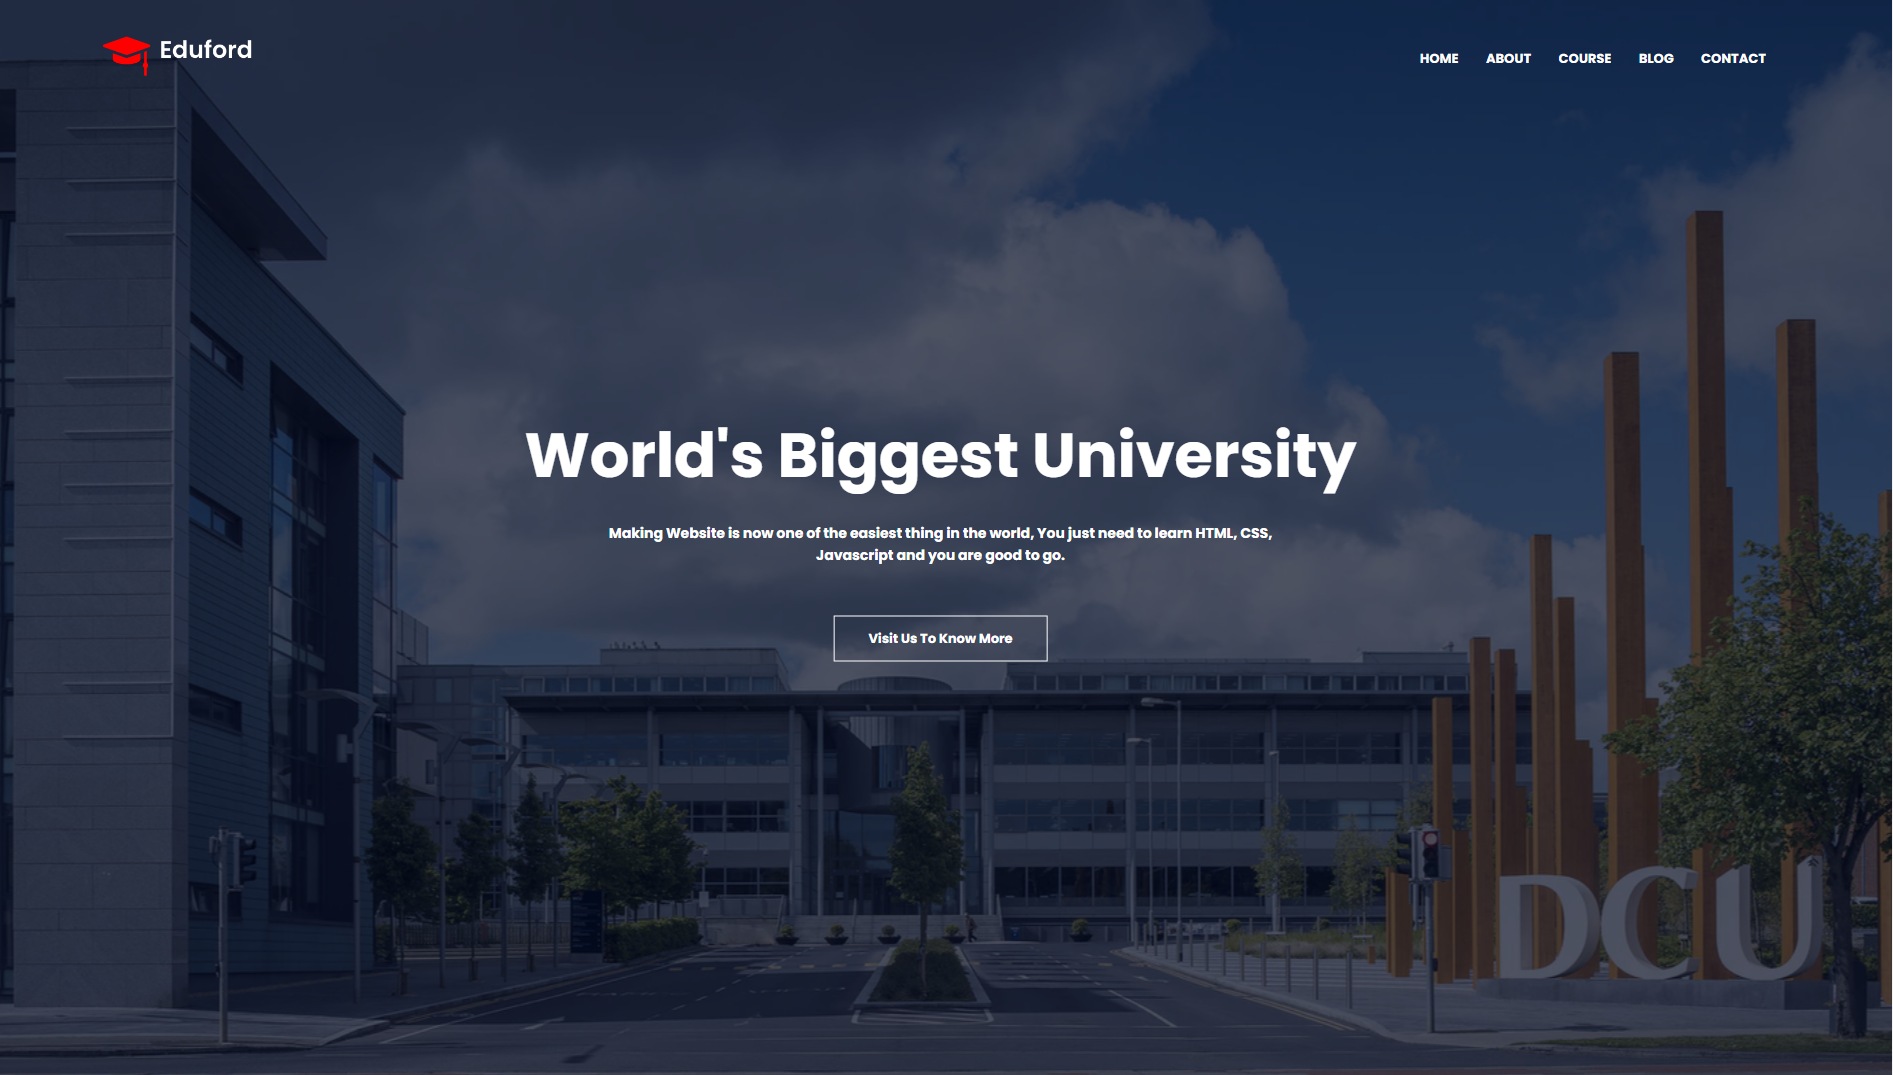 Eduford
HOME ABOUT COURSE BLOG CONTACT
World's Biggest University
Making Website is now one of the easiest thing in the world, You just need to learn HTML, CSS,
Javascript and you are good to go.
Visit Us To Know More
DCU